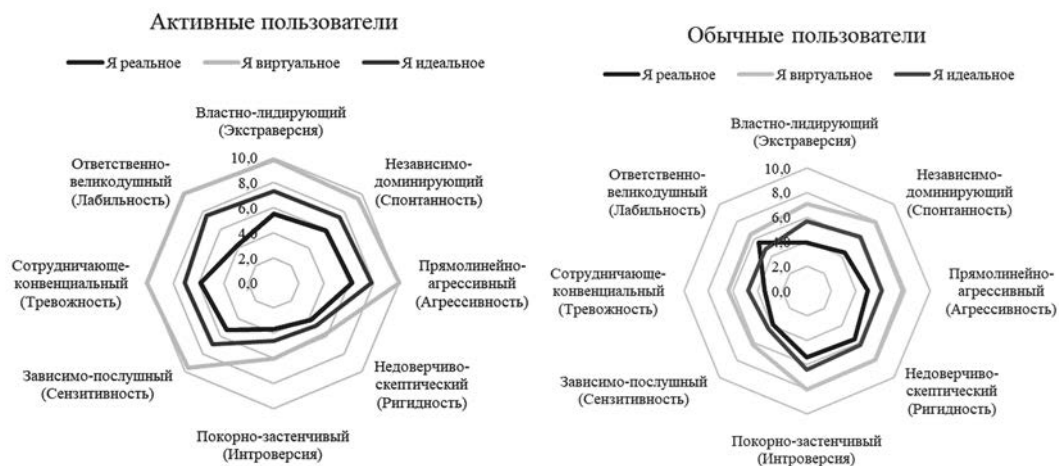 Активные пользователи
Я реальное Я виртуальное Я идеальное
Властно-лидирующий
(Экстраверсия)
Независимо-
доминирующий
(Спонтанность)
Прямолинейно-
агрессивный
(Агрессивность)
Недоверчиво-
скептический
(Ригидность)
Покорно-застенчивый
(Интроверсия)
Зависимо-послушный
(Сензитивность)
Сотрудничающе-
конвенциальный
(Тревожность)
Ответственно-
великодушный
(Лабильность)
10,0
8,0
6,0
4,0
2,0
0,0
Обычные пользователи
Я реальное Я виртуальное Я идеальное
Властно-лидирующий
(Экстраверсия)
Независимо-
доминирующий
(Спонтанность)
Прямолинейно-
агрессивный
(Агрессивность)
Недоверчиво-
скептический
(Ригидность)
Покорно-застенчивый
(Интроверсия)
Зависимо-послушный
(Сензитивность)
Сотрудничающе-
конвенциальный
(Тревожность)
Ответственно-
великодушный
(Лабильность)
10,0
8,0
6,0
4,0
2,0
0,0